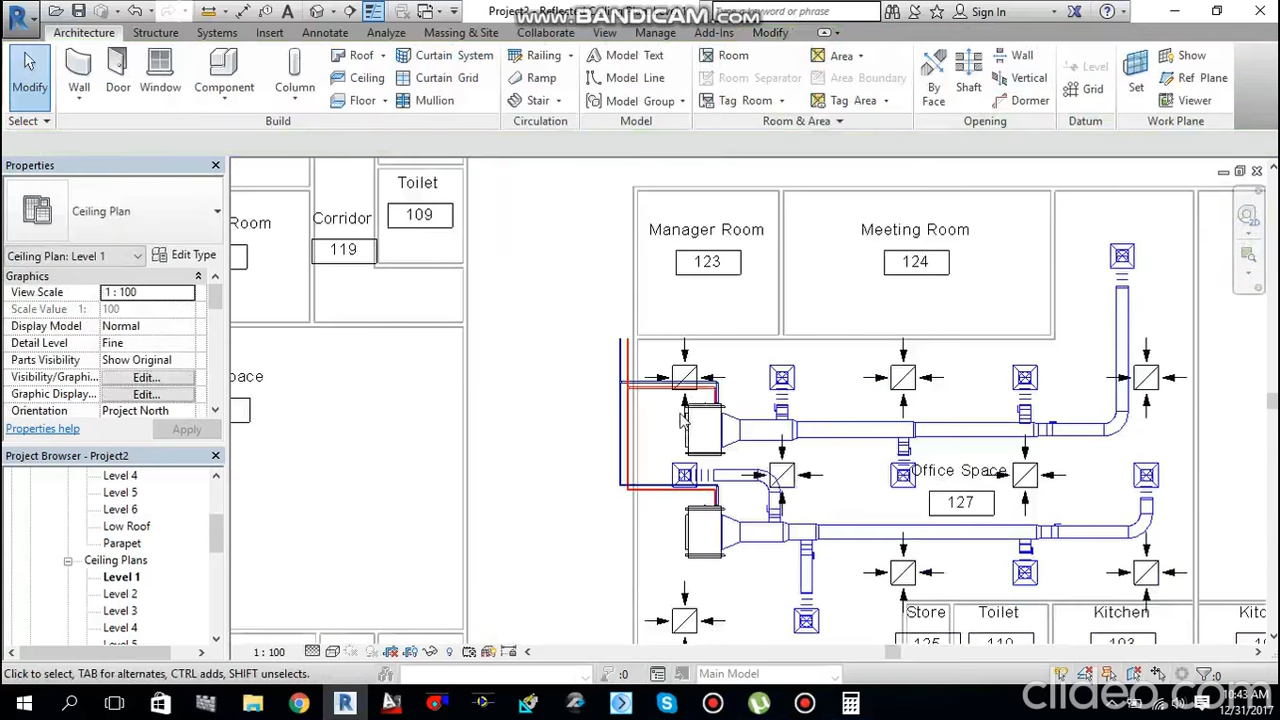 Project2 - Reflected Ceiling Pl
www.BANDICAM.com
Type a keyword or phrase
Sign In
Architecture Structure Systems Insert Annotate Analyze Massing & Site Collaborate View Manage Add-Ins Modify
Modify
Wall
Door
Window
Component
Column
Roof
Ceiling
Floor
Curtain System
Curtain Grid
Mullion
Railing
Ramp
Stair
Model Text
Model Line
Model Group
Room
Room Separator
Tag Room
Area
Area Boundary
Tag Area
By
Face
Shaft
Wall
Vertical
Dormer
Level
Grid
Set
Show
Ref Plane
Viewer
Select
Build
Circulation
Model
Room & Area
Opening
Datum
Work Plane
Properties
Ceiling Plan
Ceiling Plan: Level 1
Edit Type
Graphics
View Scale 1 : 100
Scale Value 1: 100
Display Model Normal
Detail Level Fine
Parts Visibility Show Original
Visibility/Graphi... Edit...
Graphic Display... Edit...
Orientation Project North
Properties help
Apply
Project Browser - Project2
Level 4
Level 5
Level 6
Low Roof
Parapet
Ceiling Plans
Level 1
Level 2
Level 3
Level 4
Toilet
109
Room
Corridor
119
pace
Manager Room
123
Meeting Room
124
Office Space
127
Store
125
Toilet
110
Kitchen
103
Kitc
1 : 100
Click to select, TAB for alternates, CTRL adds, SHIFT unselects.
:0
Main Model
:0
clideo.com
10:43 AM
12/31/2017